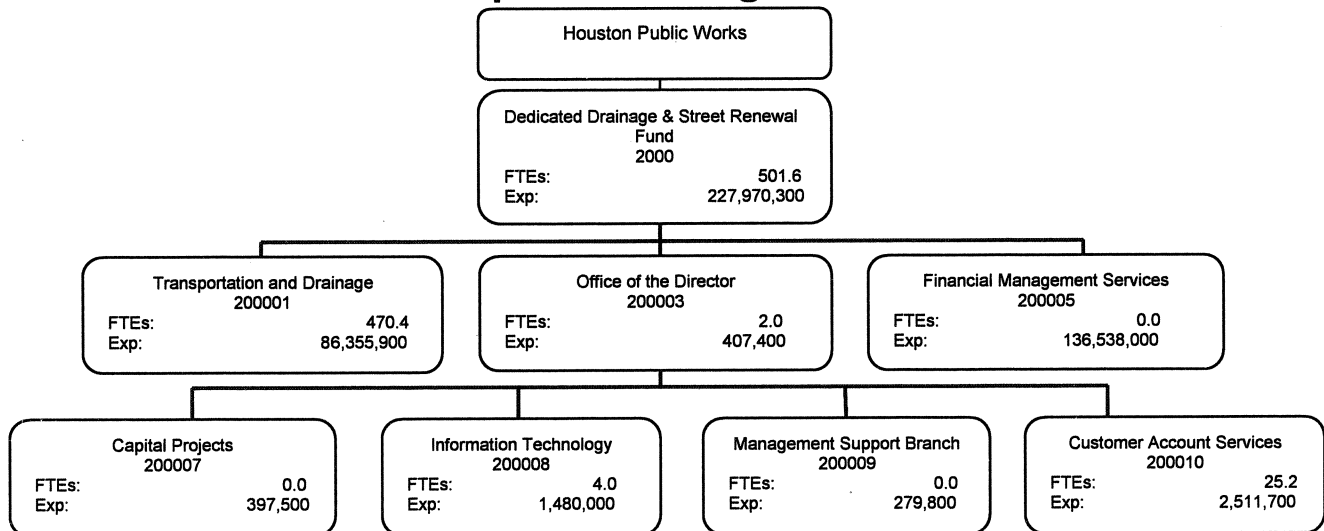 Houston Public Works
Dedicated Drainage & Street Renewal
Fund
2000
FTEs: 501.6
Exp: 227,970,300
Transportation and Drainage
200001
FTEs: 470.4
Exp: 86,355,900
Office of the Director
200003
FTEs: 2.0
Exp: 407,400
Financial Management Services
200005
FTEs: 0.0
Exp: 136,538,000
Capital Projects
200007
FTEs: 0.0
Exp: 397,500
Information Technology
200008
FTEs: 4.0
Exp: 1,480,000
Management Support Branch
200009
FTEs: 0.0
Exp: 279,800
Customer Account Services
200010
FTEs: 25.2
Exp: 2,511,700